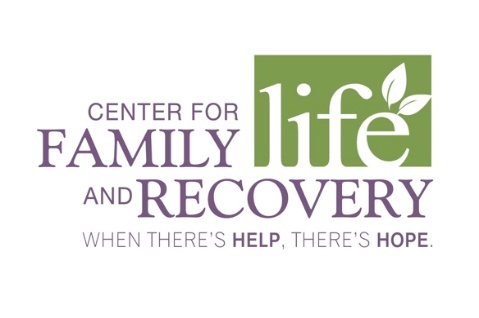 CENTER FOR
FAMILY life
AND RECOVERY
WHEN THERE'S HELP, THERE'S HOPE.